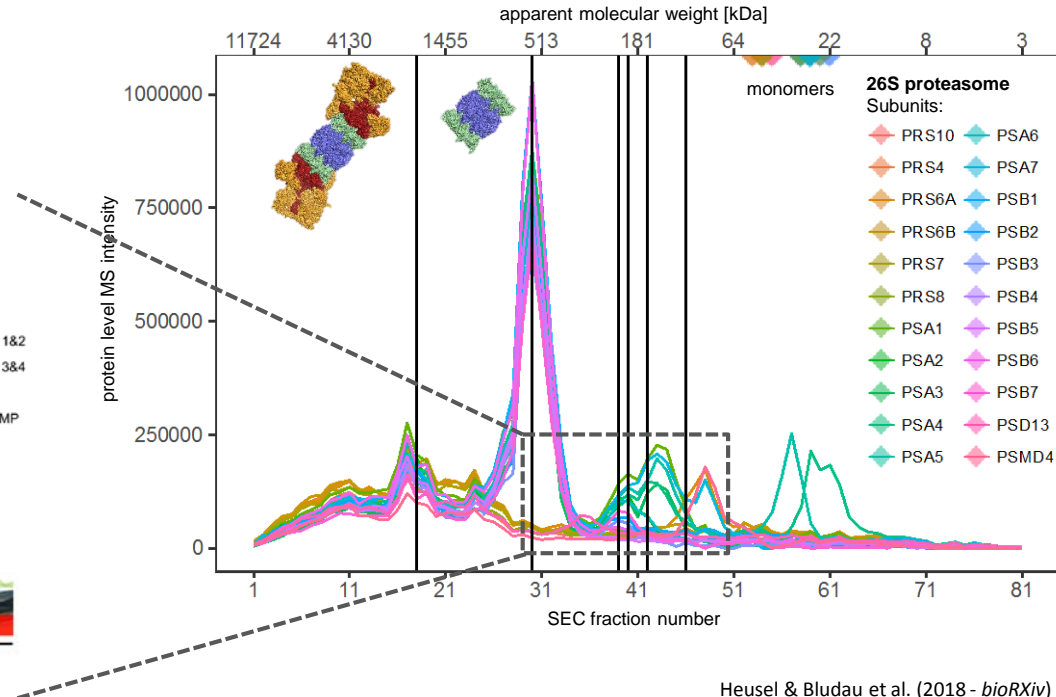 apparent molecular weight [kDa]
11724 4130 1455 513 181 64 22 8 3
monomers
26S proteasome
Subunits:
PRS10 PSA6
PRS4 PSA7
PRS6A PSB1
PRS6B PSB2
PRS7 PSB3
PRS8 PSB4
PSA1 PSB5
PSA2 PSB6
PSA3 PSB7
PSA4 PSD13
PSA5 PSMD4
protein level MS intensity
1000000
750000
500000
250000
0
1&2
3&4
MP
1 11 21 31 41 51 61 71 81
SEC fraction number
Heusel & Bludau et al. (2018 - bioRXiv)